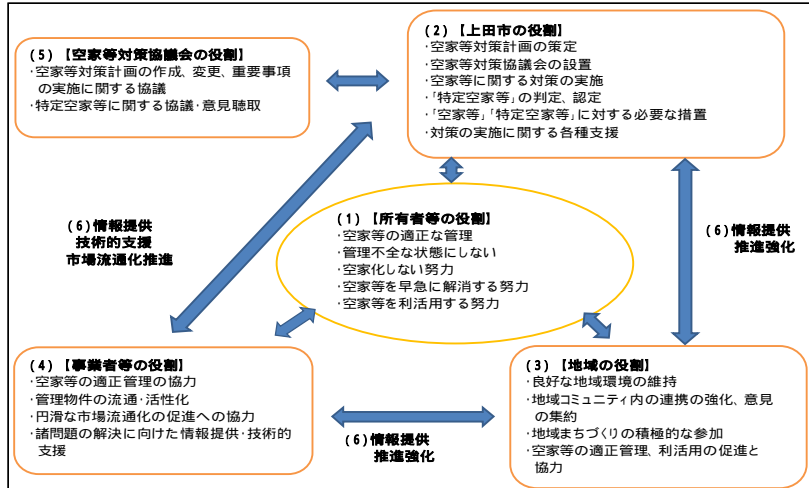 (5)【空家等対策協議会の役割】
・空家等対策計画の作成、変更、重要事項
の実施に関する協議
・特定空家等に関する協議・意見聴取
(2)【上田市の役割】
・空家等対策計画の策定
・空家等対策協議会の設置
・空家等に関する対策の実施
・「特定空家等」の判定、認定
・「空家等」「特定空家等」に対する必要な措置
・対策の実施に関する各種支援
(6)情報提供
技術的支援
市場流通化推進
(1)【所有者等の役割】
・空家等の適正な管理
・管理不全な状態にしない
・空家化しない努力
・空家等を早急に解消する努力
・空家等を利活用する努力
(6)情報提供
推進強化
(4)【事業者等の役割】
・空家等の適正管理の協力
・管理物件の流通・活性化
・円滑な市場流通化の促進への協力
・諸問題の解決に向けた情報提供・技術的
支援
(6)情報提供
推進強化
(3)【地域の役割】
・良好な地域環境の維持
・地域コミュニティ内の連携の強化、意見
の集約
・地域まちづくりの積極的な参加
・空家等の適正管理、利活用の促進と
協力